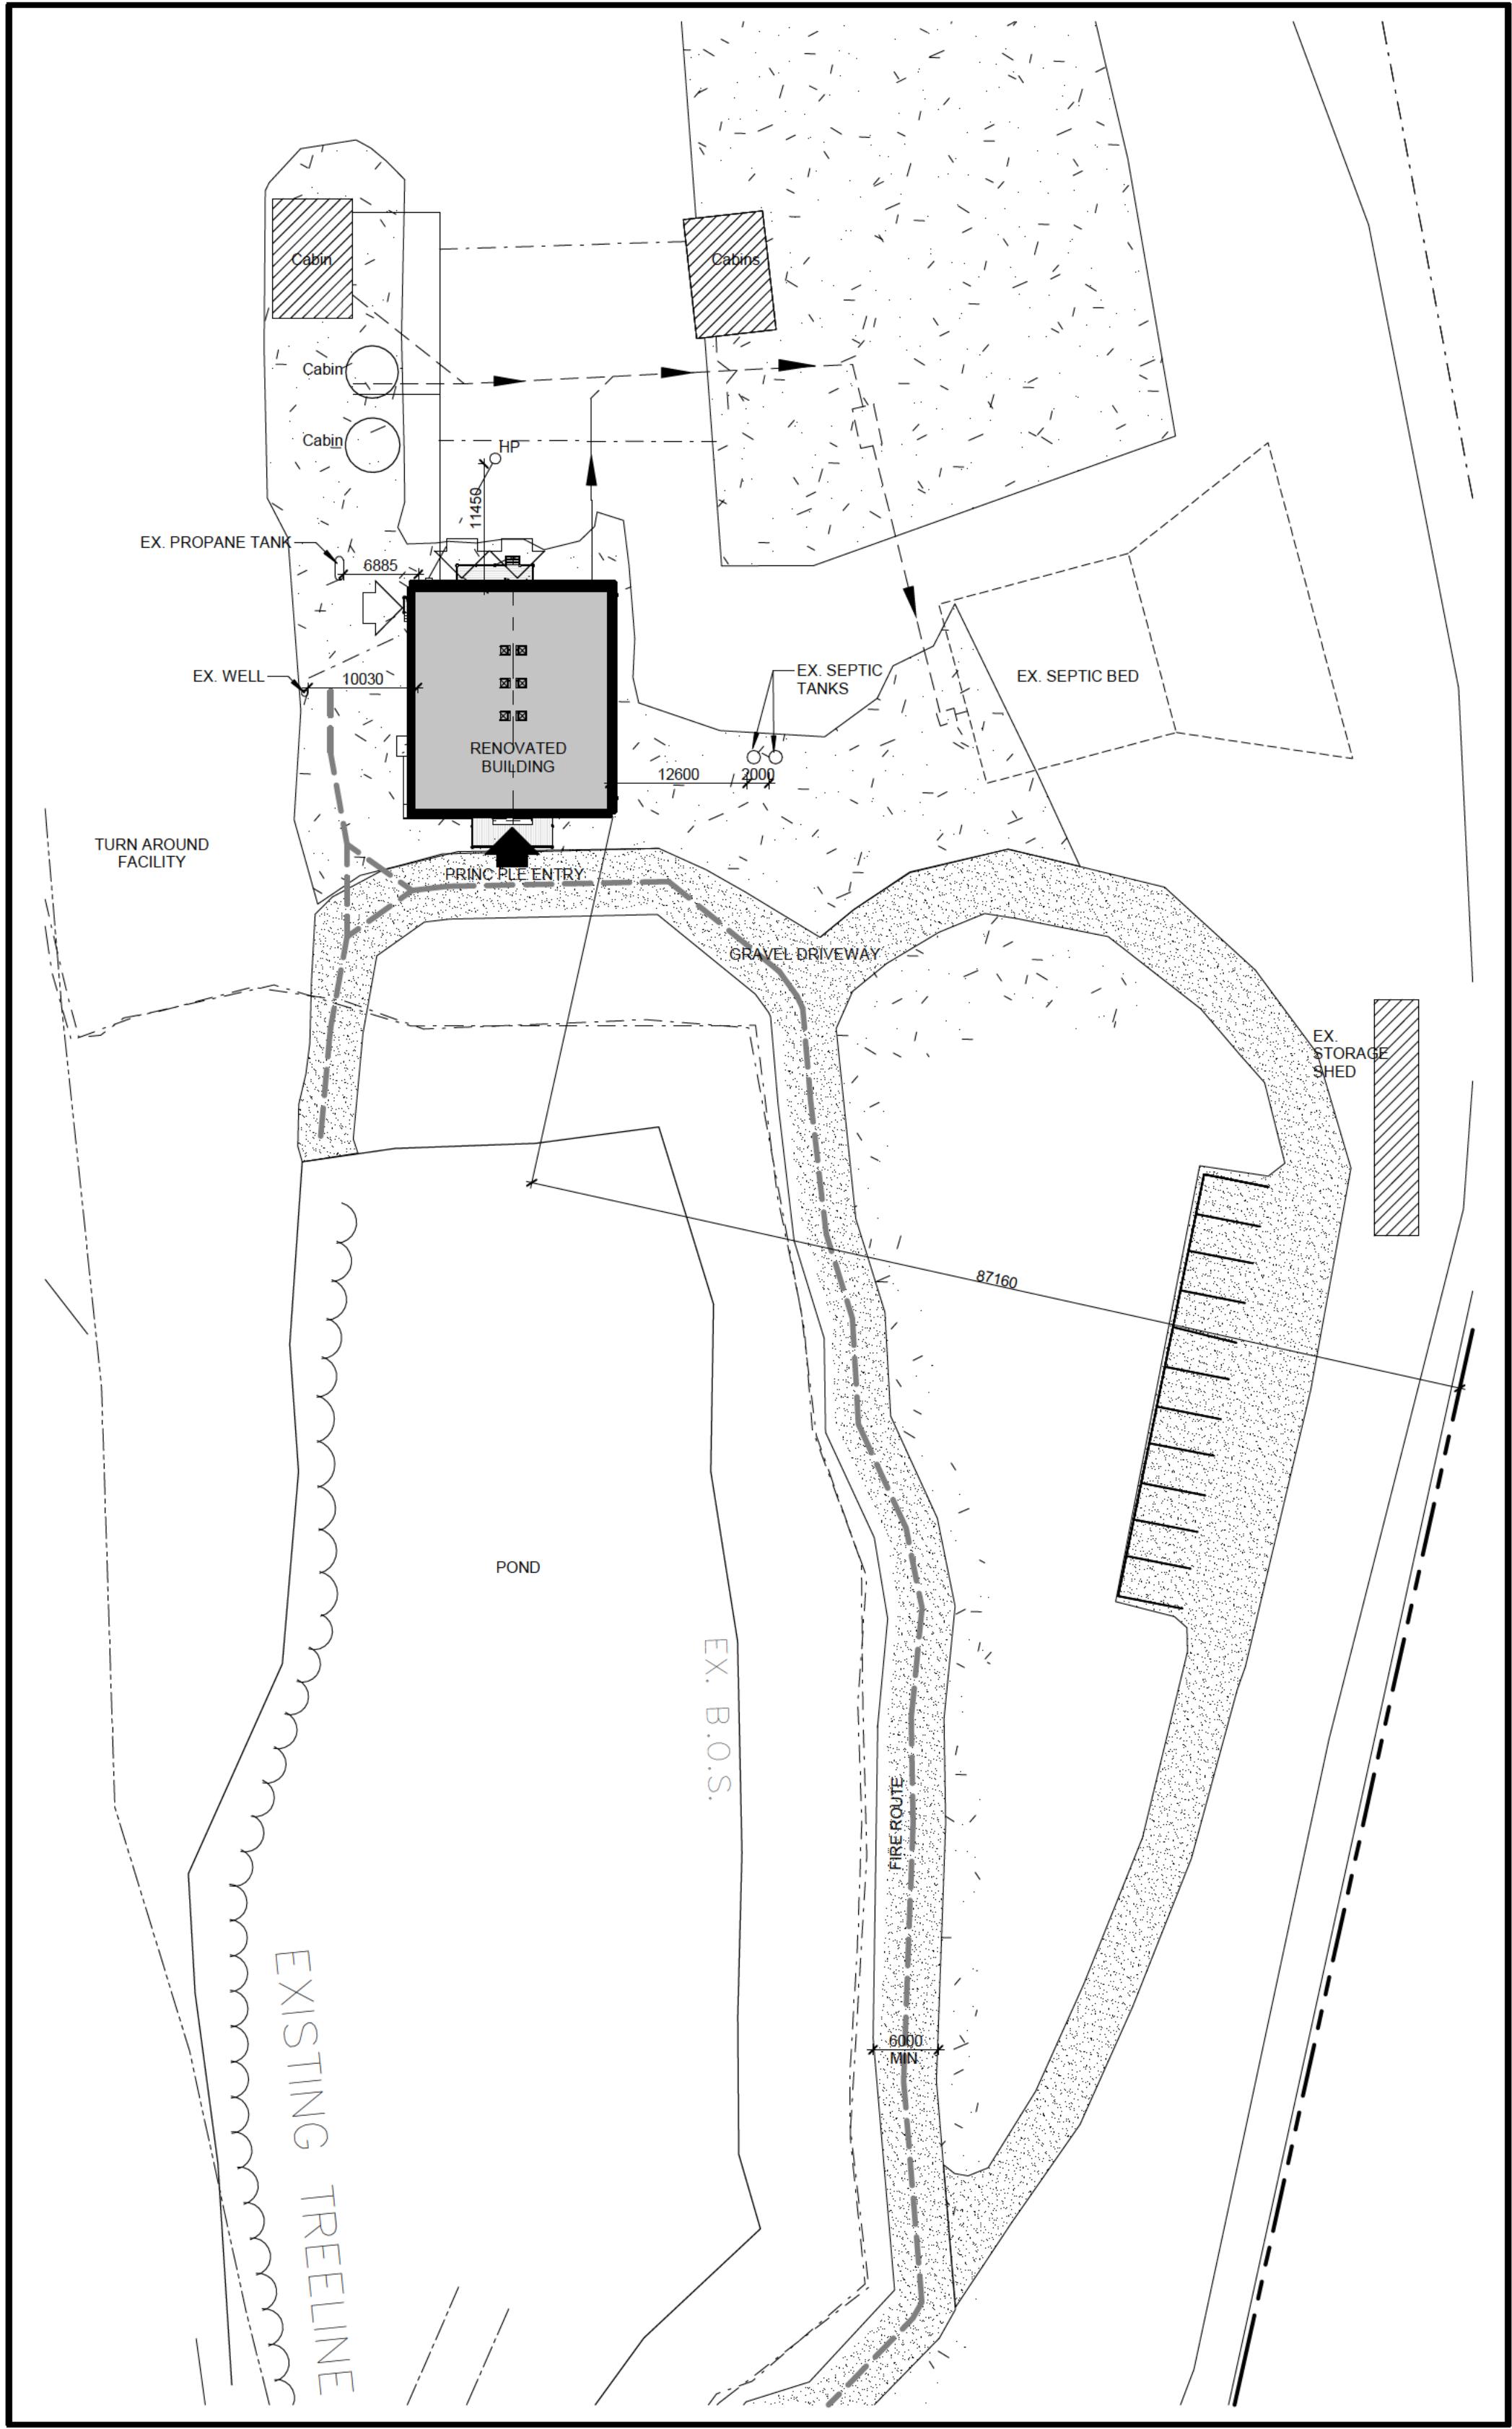 Cabin
Cabins
Cabin
Cabin
HP
11450
EX. PROPANE TANK
6885
EX. WELL
10030
EX. SEPTIC
TANKS
EX. SEPTIC BED
RENOVATED
BUILDING
12600
2000
TURN AROUND
FACILITY
PRINC PLE ENTRY
GRAVEL DRIVEWAY
EX.
STORAGE
SHED
87160
POND
EX. B.O.S.
FIRE ROUTE
EXISTING TREELINE
6000
MIN